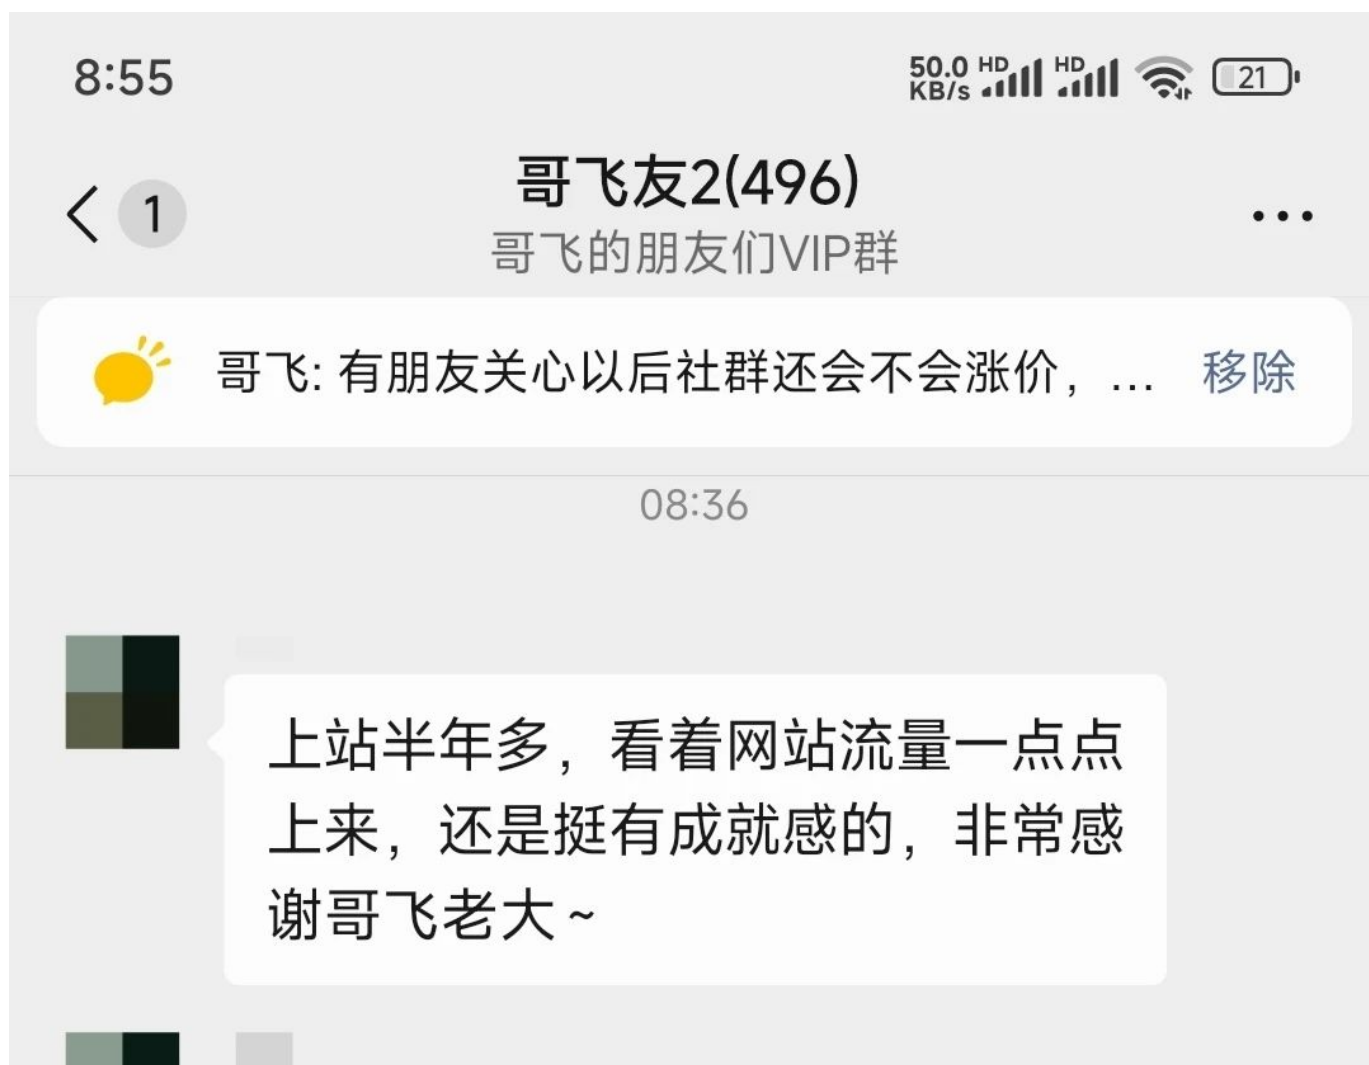 8:55
50.0 KB/s HD HD 21
1
哥飞友2(496)
哥飞的朋友们VIP群
哥飞: 有朋友关心以后社群还会不会涨价，... 移除
08:36
上站半年多，看着网站流量一点点
上来，还是挺有成就感的，非常感
谢哥飞老大~